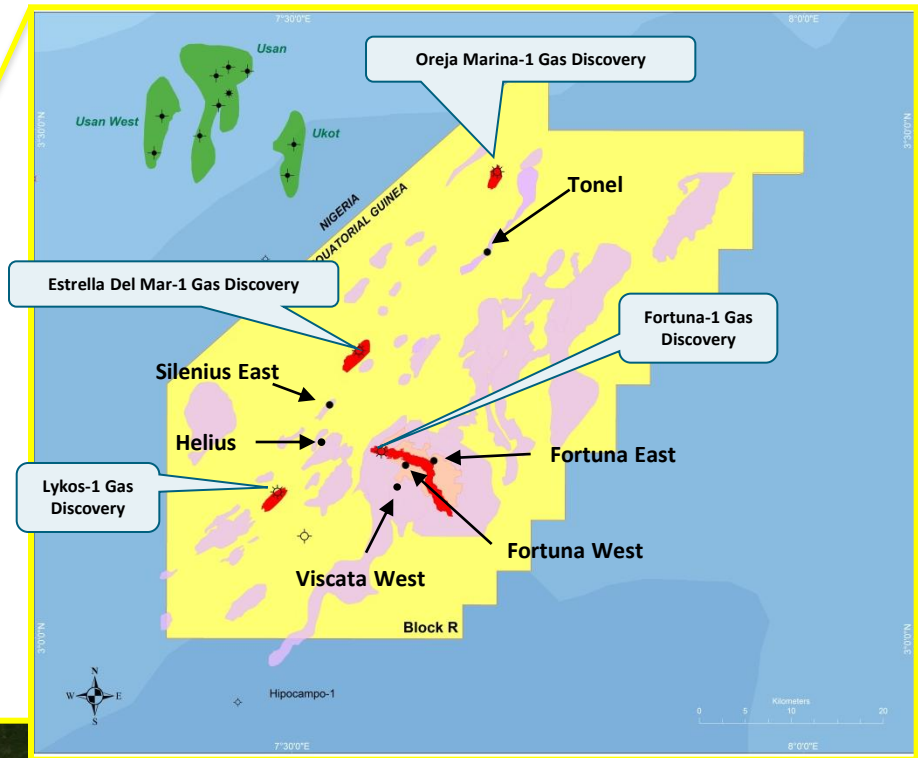 7°30'0"E
8°0'0"E
Usan
Oreja Marina-1 Gas Discovery
Usan West
Ukot
3°30'0"N
3°30'0"N
Tonel
NIGERIA
EQUATORIAL GUINEA
Estrella Del Mar-1 Gas Discovery
Fortuna-1 Gas
Discovery
Silenius East
Helius
Fortuna East
Lykos-1 Gas
Discovery
Fortuna West
Viscata West
Block R
3°0'0"N
3°0'0"N
N
W E
S
Hipocampo-1
Kilometers
0 5 10 20
7°30'0"E
8°0'0"E